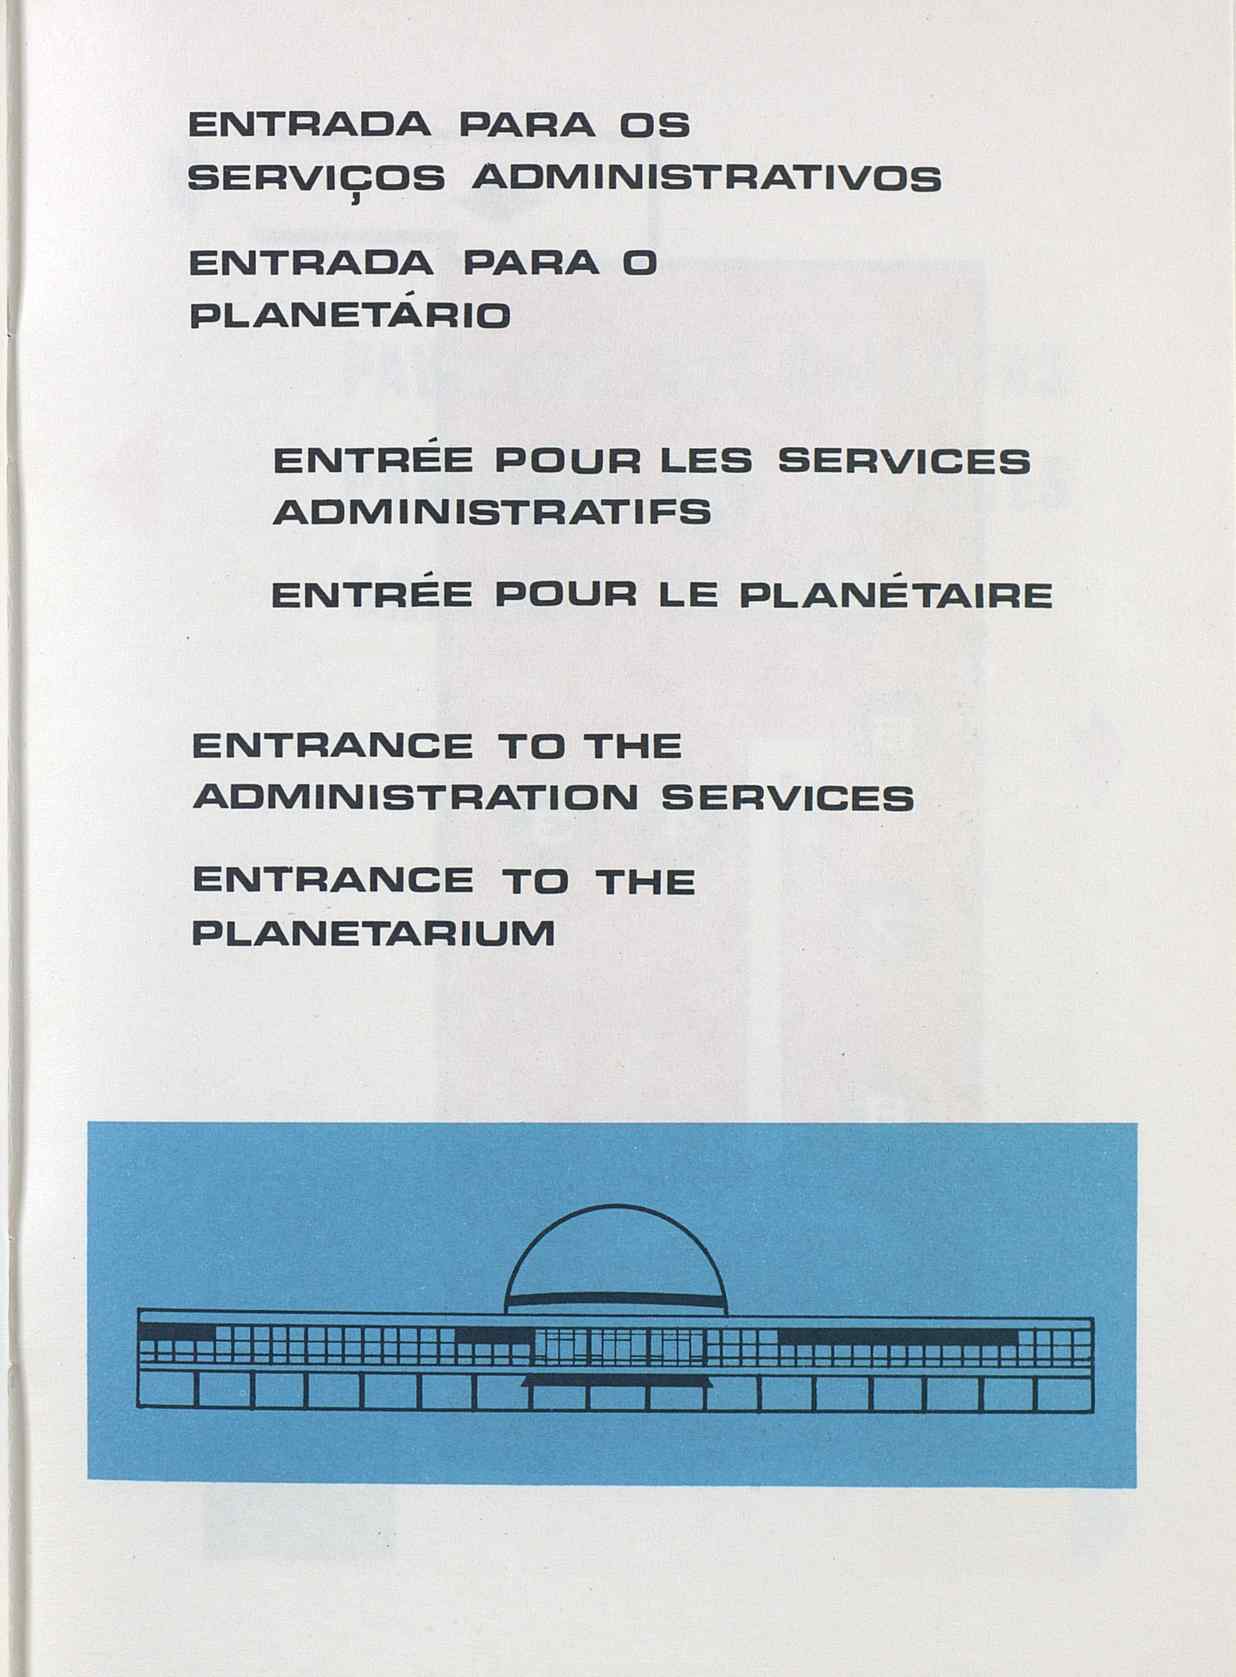 ENTRADA PARA OS
SERVIÇOS ADMINISTRATIVOS
ENTRADA PARA O
PLANETÁRIO
ENTRÉE POUR LES SERVICES
ADMINISTRATIFS
ENTRÉE POUR LE PLANÉTAIRE
ENTRANCE TO THE
ADMINISTRATION SERVICES
ENTRANCE TO THE
PLANETARIUM